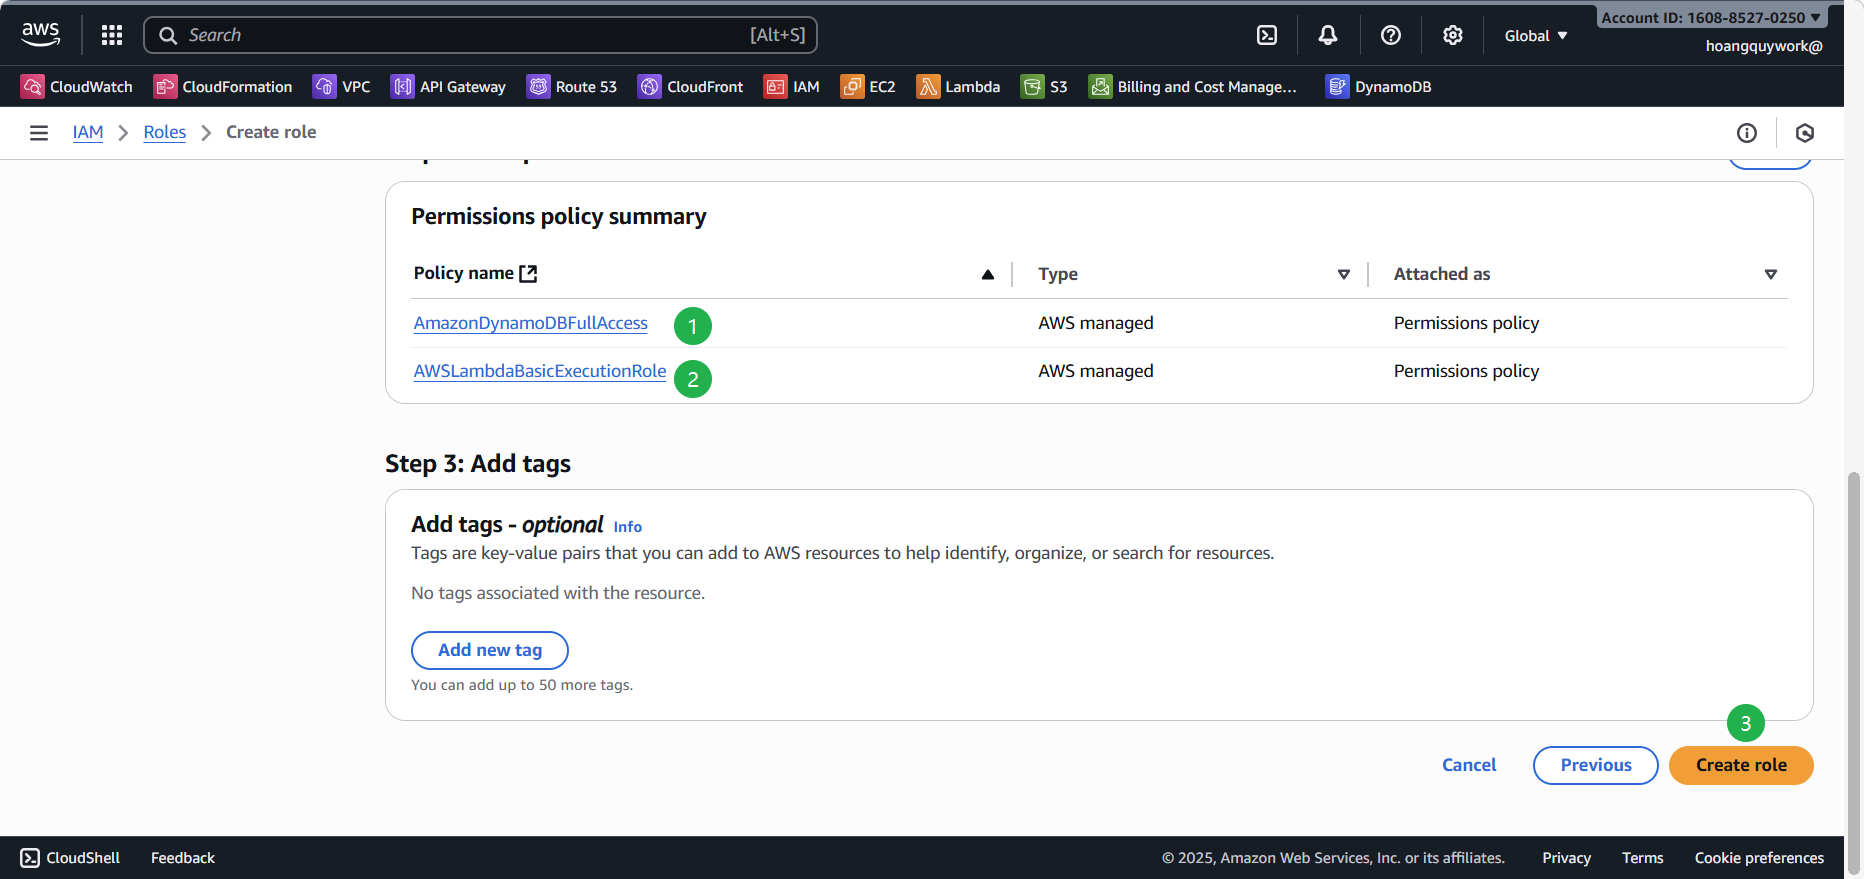 aws
Search
[Alt+S]
Global
Account ID: 1608-8527-0250
hoangquywork@
CloudWatch
CloudFormation
VPC
API Gateway
Route 53
CloudFront
IAM
EC2
Lambda
S3
Billing and Cost Manage...
DynamoDB
IAM
Roles
Create role
Permissions policy summary
Policy name
Type
Attached as
AmazonDynamoDBFullAccess
1
AWS managed
Permissions policy
AWSLambdaBasicExecutionRole
2
AWS managed
Permissions policy
Step 3: Add tags
Add tags - optional Info
Tags are key-value pairs that you can add to AWS resources to help identify, organize, or search for resources.
No tags associated with the resource.
Add new tag
You can add up to 50 more tags.
3
Cancel
Previous
Create role
CloudShell
Feedback
© 2025, Amazon Web Services, Inc. or its affiliates.
Privacy
Terms
Cookie preferences